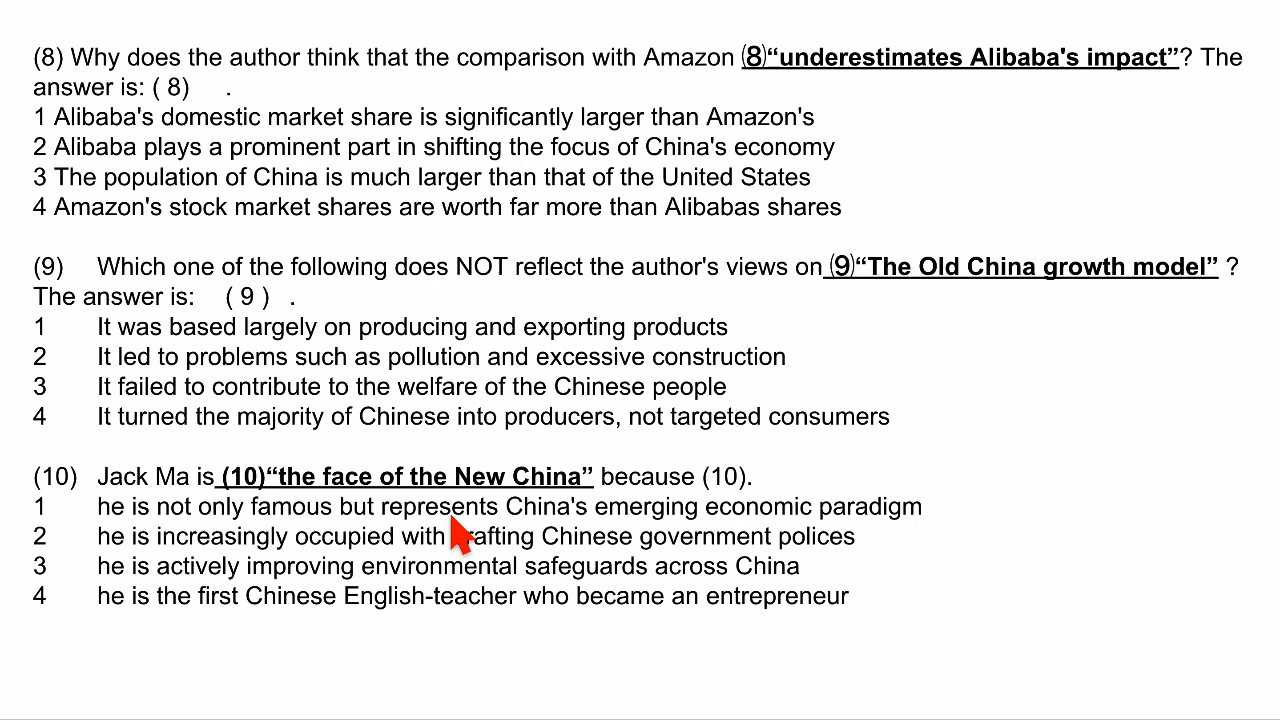 (8) Why does the author think that the comparison with Amazon (8)“underestimates Alibaba's impact”? The
answer is: ( 8) .
1 Alibaba's domestic market share is significantly larger than Amazon's
2 Alibaba plays a prominent part in shifting the focus of China's economy
3 The population of China is much larger than that of the United States
4 Amazon's stock market shares are worth far more than Alibabas shares
(9) Which one of the following does NOT reflect the author's views on (9)“The Old China growth model” ?
The answer is: ( 9 ) .
1 It was based largely on producing and exporting products
2 It led to problems such as pollution and excessive construction
3 It failed to contribute to the welfare of the Chinese people
4 It turned the majority of Chinese into producers, not targeted consumers
(10) Jack Ma is (10)“the face of the New China” because (10).
1 he is not only famous but represents China's emerging economic paradigm
2 he is increasingly occupied with afting Chinese government polices
3 he is actively improving environmental safeguards across China
4 he is the first Chinese English-teacher who became an entrepreneur